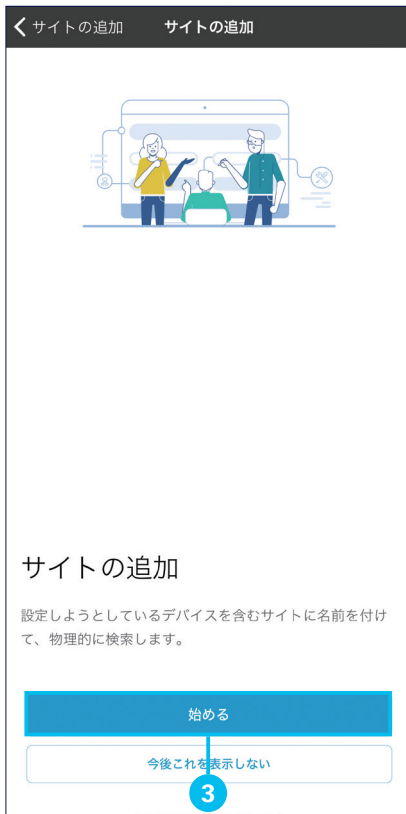 サイトの追加 サイトの追加
サイトの追加
設定しようとしているデバイスを含むサイトに名前を付け
て、物理的に検索します。
始める
今後これを表示しない
3